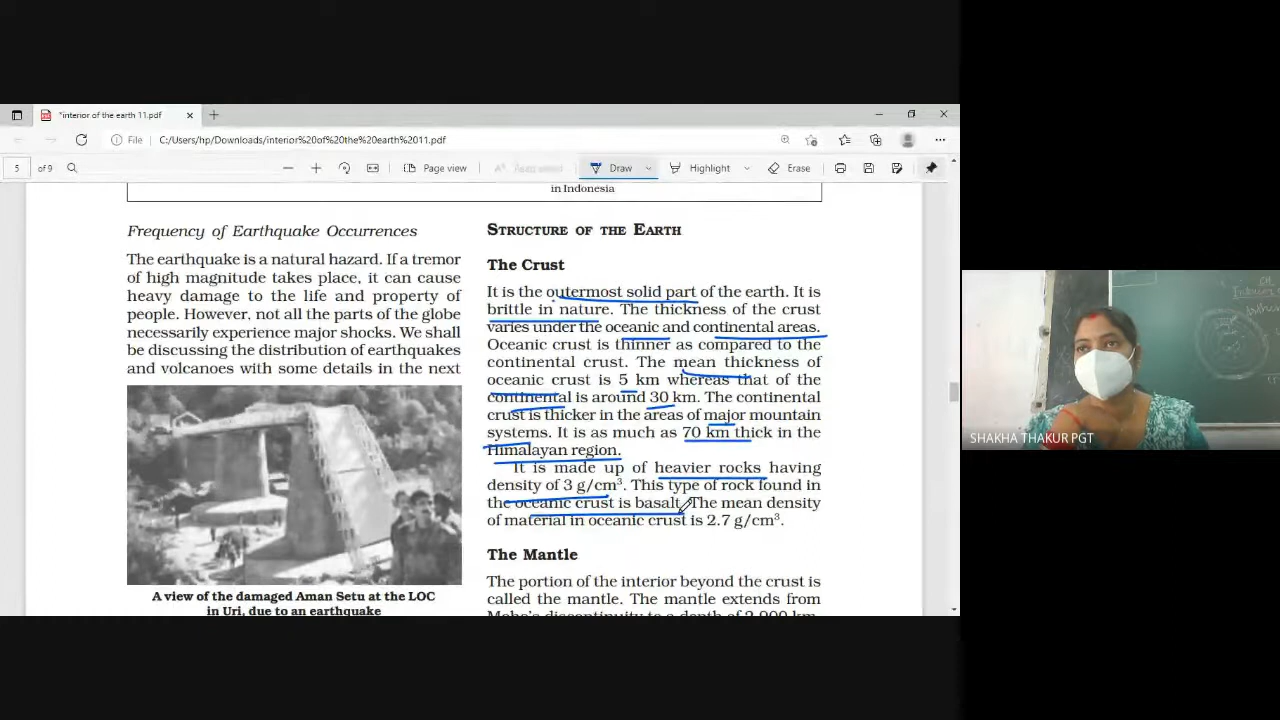 *interior of the earth 11.pdf
File
C:/Users/hp/Downloads/interior%20of%20the%20earth%2011.pdf
5
of 9
Page view
Draw
Highlight
Erase
in Indonesia
Frequency of Earthquake Occurrences
The earthquake is a natural hazard. If a tremor
of high magnitude takes place, it can cause
heavy damage to the life and property of
people. However, not all the parts of the globe
necessarily experience major shocks. We shall
be discussing the distribution of earthquakes
and volcanoes with some details in the next
A view of the damaged Aman Setu at the LOC
in Uri, due to an earthquake
STRUCTURE OF THE EARTH
The Crust
It is the outermost solid part of the earth. It is
brittle in nature. The thickness of the crust
varies under the oceanic and continental areas.
Oceanic crust is thinner as compared to the
continental crust. The mean thickness of
oceanic crust is 5 km whereas that of the
continental is around 30 km. The continental
crust is thicker in the areas of major mountain
systems. It is as much as 70 km thick in the
Himalayan region.
It is made up of heavier rocks having
density of 3 g/cm³. This type of rock found in
the oceanic crust is basalt. The mean density
of material in oceanic crust is 2.7 g/cm³.
The Mantle
The portion of the interior beyond the crust is
called the mantle. The mantle extends from
Moho's discontinuity to a depth of 2,900 km.
SHAKHA THAKUR PGT